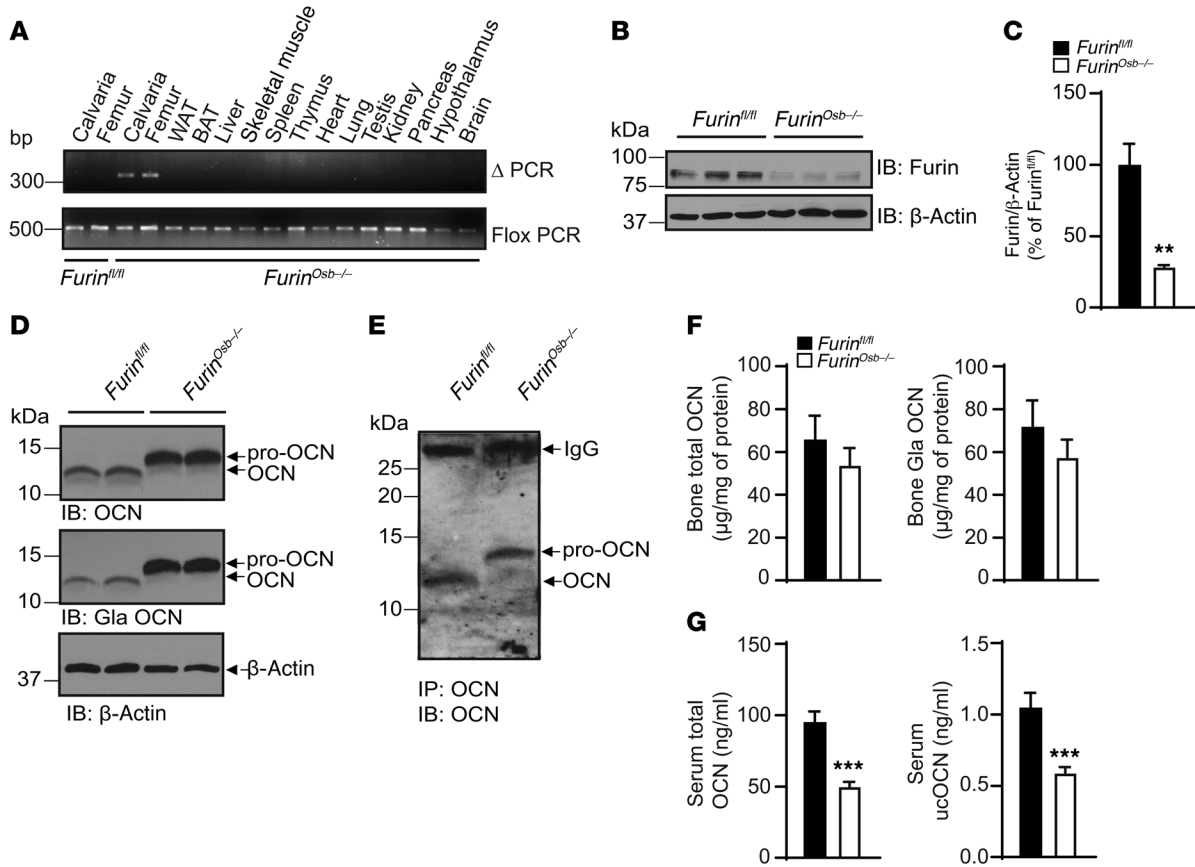 A
bp
Calvaria
Femur
Calvaria
Femur
WAT
BAT
Liver
Skeletal muscle
Spleen
Thymus
Heart
Lung
Testis
Kidney
Pancreas
Hypothalamus
Brain
300
Δ PCR
500
Flox PCR
Furinfl/fl
FurinOsb–/–
B
kDa
Furinfl/fl FurinOsb–/–
100
75
IB: Furin
37
IB: β-Actin
C
Furinfl/fl
FurinOsb–/–
Furin/β-Actin
(% of Furinfl/fl)
150
100
50
0
**
D
Furinfl/fl
FurinOsb–/–
kDa
15
10
pro-OCN
OCN
IB: OCN
15
10
pro-OCN
OCN
IB: Gla OCN
37
β-Actin
IB: β-Actin
E
Furinfl/fl
FurinOsb–/–
kDa
25
20
15
10
IgG
pro-OCN
OCN
IP: OCN
IB: OCN
F
Furinfl/fl
FurinOsb–/–
Bone total OCN
(μg/mg of protein)
100
80
60
40
20
0
Bone Gla OCN
(μg/mg of protein)
100
80
60
40
20
0
G
Serum total
OCN (ng/ml)
150
100
50
0
***
Serum
ucOCN (ng/ml)
1.5
1.0
0.5
0.0
***